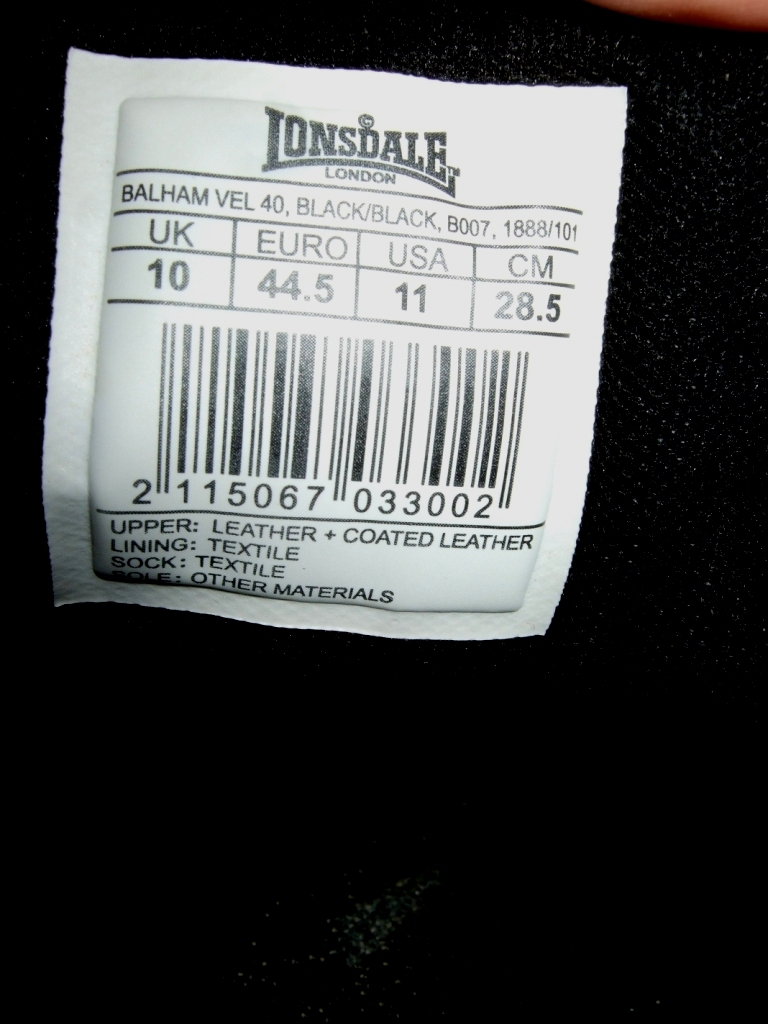 LONSDALE
LONDON
BALHAM VEL 40, BLACK/BLACK, B007, 1888/101
UK EURO USA CM
10 44.5 11 28.5
2 115067 033002
UPPER: LEATHER + COATED LEATHER
LINING: TEXTILE
SOCK: TEXTILE
SOLE: OTHER MATERIALS